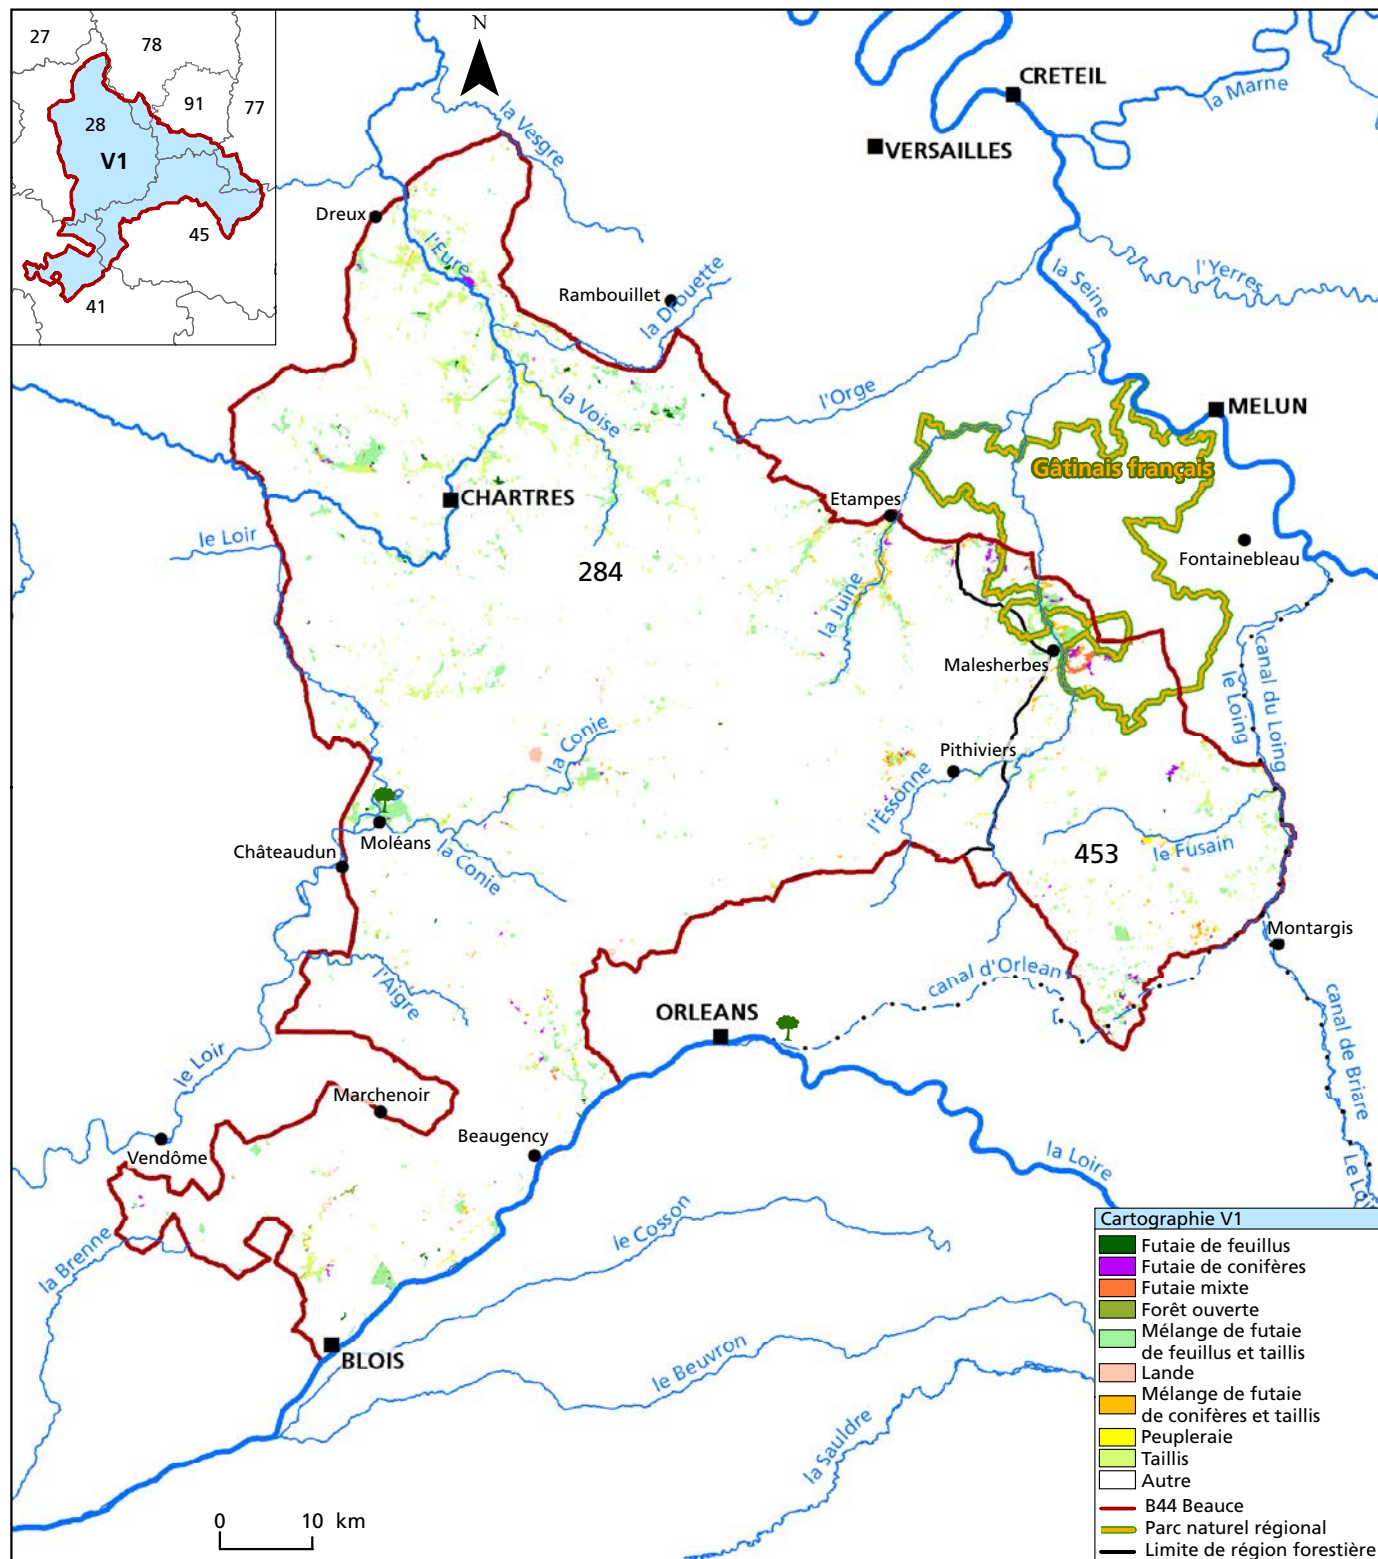 27
78
91
77
28
V1
45
41
N
CRETEIL
la Marne
VERSAILLES
la Vesgre
Dreux
l'Eure
Rambouillet
la Drouette
la Seine
l'Yerres
l'Orge
la Voise
MELUN
Gâtinais français
CHARTRES
Etampes
le Loir
Fontainebleau
284
la Juine
Malesherbes
canal du Loing
le Loing
la Conie
Pithiviers
l'Essonne
Moléans
la Conie
Châteaudun
453
le Fusain
Montargis
l'Aigre
canal d'Orlean
ORLEANS
canal de Briare
le Loir
Marchenoir
Beaugency
Vendôme
la Loire
Le Loi
le Cosson
la Brenne
BLOIS
le Beuvron
la Sauldre
0 10 km
Cartographie V1
Futaie de feuillus
Futaie de conifères
Futaie mixte
Forêt ouverte
Mélange de futaie
de feuillus et taillis
Lande
Mélange de futaie
de conifères et taillis
Peupleraie
Taillis
Autre
B44 Beauce
Parc naturel régional
Limite de région forestière